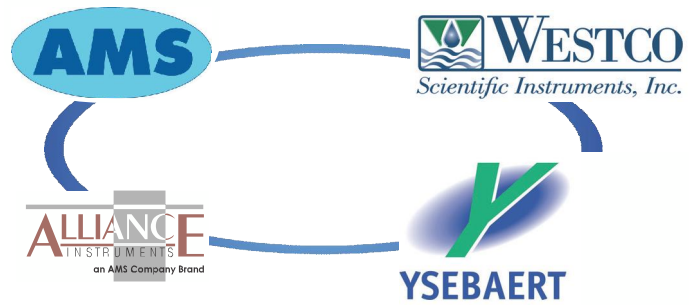 AMS
WESTCO
Scientific Instruments, Inc.
ALLIANCE
INSTRUMENTS
an AMS Company Brand
YSEBAERT